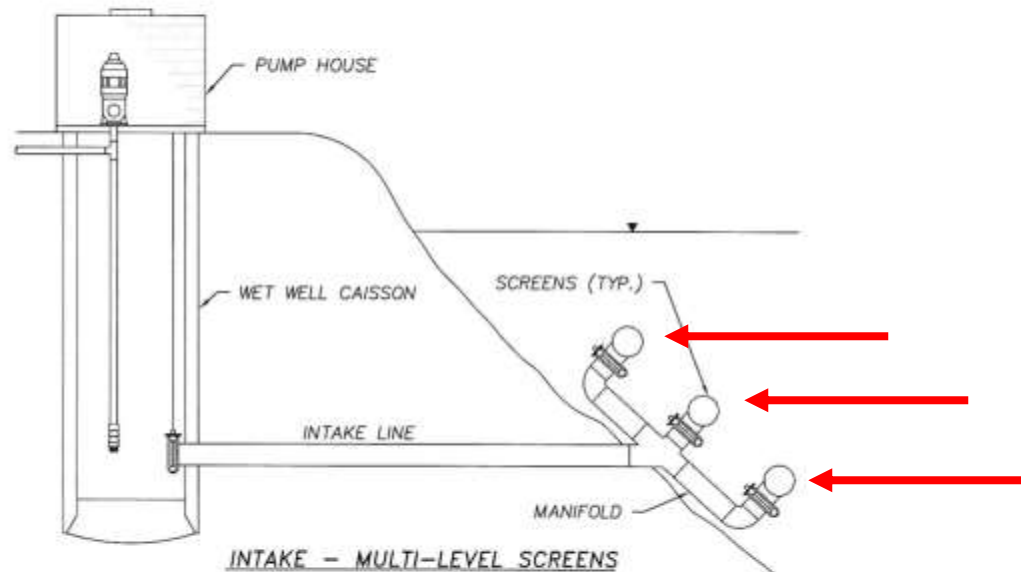 PUMP HOUSE
SCREENS (TYP.)
WET WELL CAISSON
INTAKE LINE
MANIFOLD
INTAKE - MULTI-LEVEL SCREENS